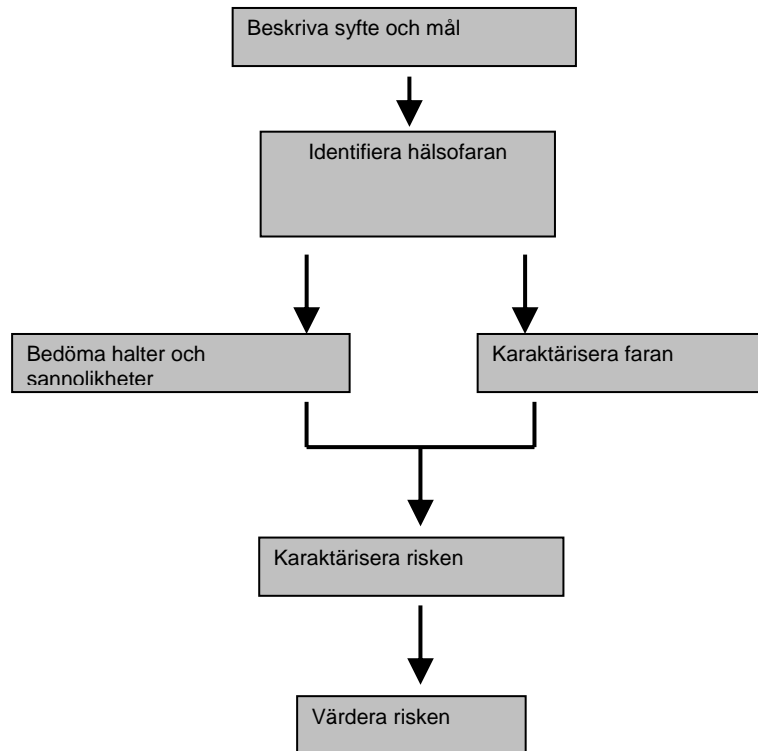 Beskriva syfte och mål
Identifiera hälsofaran
Bedöma halter och
sannolikheter
Karaktärisera faran
Karaktärisera risken
Värdera risken